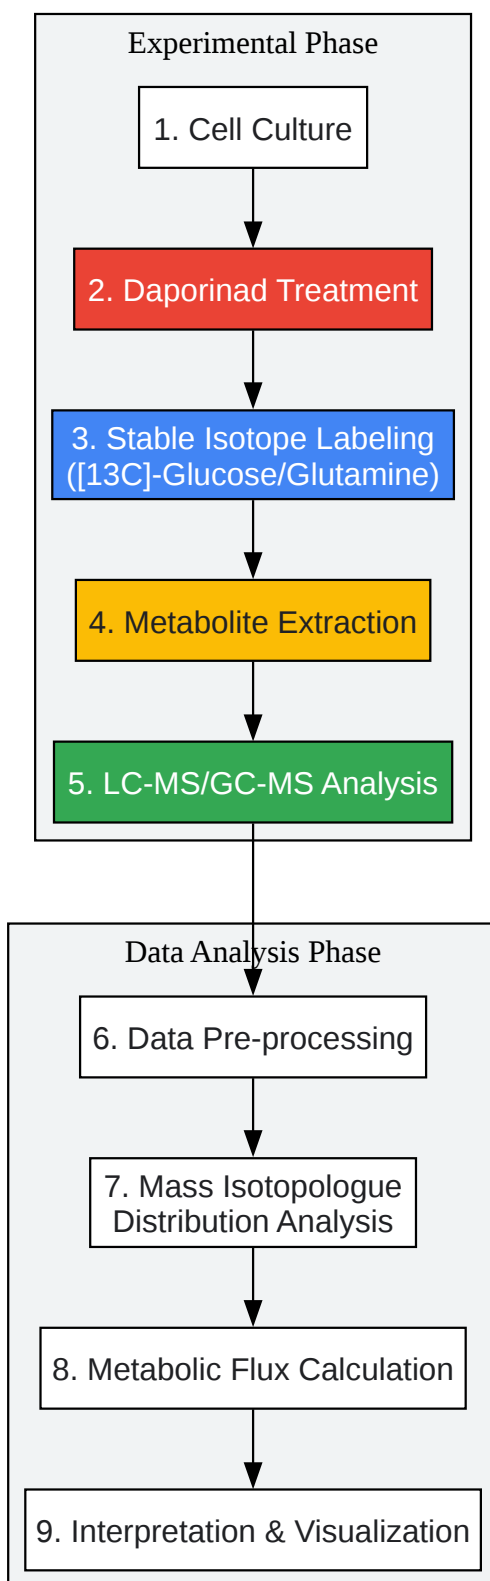 Experimental Phase
1. Cell Culture
2. Daporinad Treatment
3. Stable Isotope Labeling
([13C]-Glucose/Glutamine)
4. Metabolite Extraction
5. LC-MS/GC-MS Analysis
Data Analysis Phase
6. Data Pre-processing
7. Mass Isotopologue
Distribution Analysis
8. Metabolic Flux Calculation
9. Interpretation & Visualization